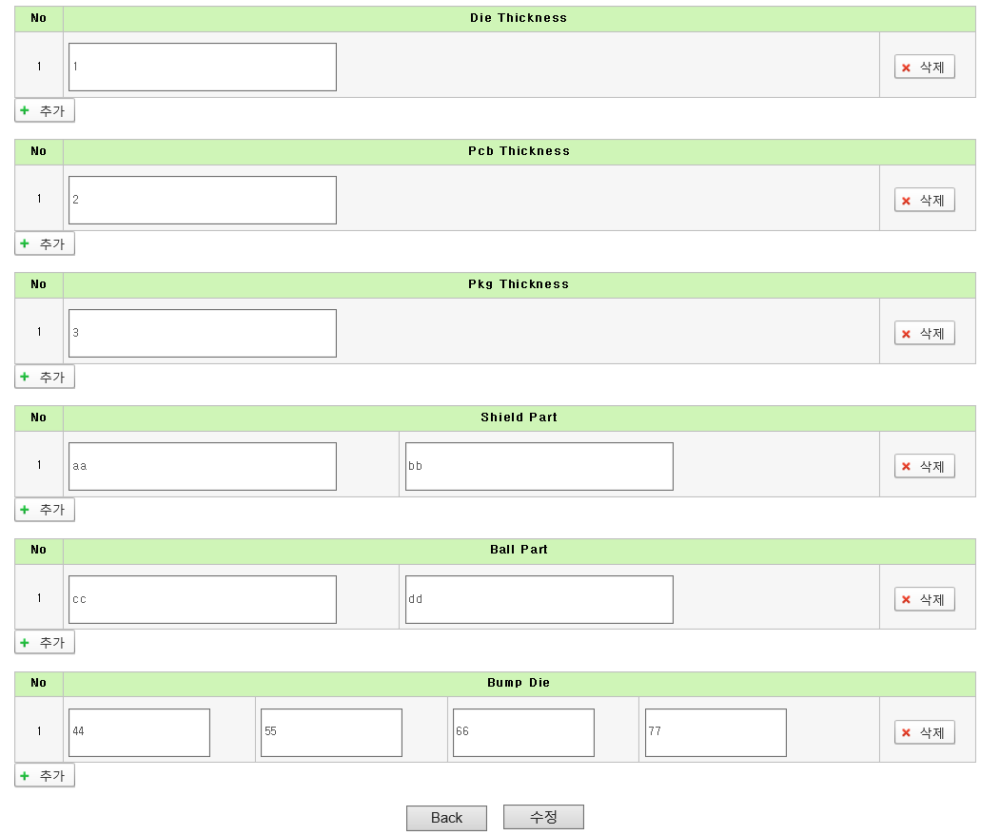 No Die Thickness
1 1 삭제
추가
No Pcb Thickness
1 2 삭제
추가
No Pkg Thickness
1 3 삭제
추가
No Shield Part
1 aa bb 삭제
추가
No Ball Part
1 cc dd 삭제
추가
No Bump Die
1 44 55 66 77 삭제
추가
Back 수정